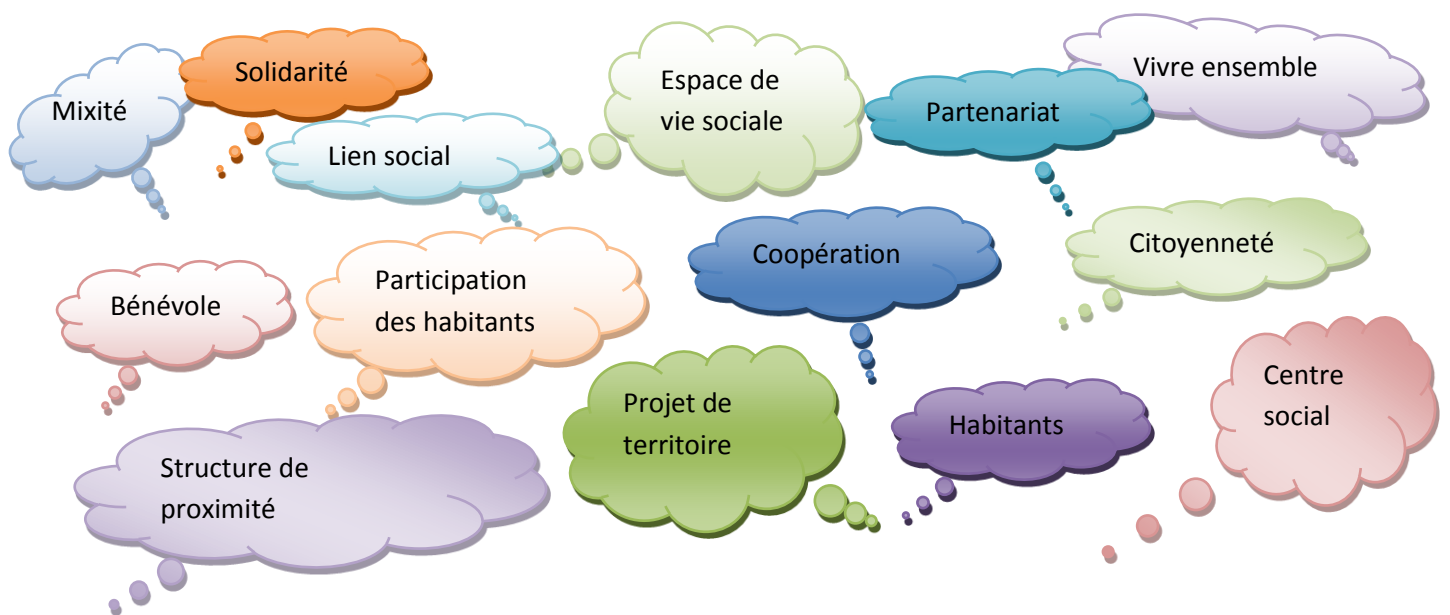 Mixité
Solidarité
Lien social
Espace de
vie sociale
Partenariat
Vivre ensemble
Bénévole
Participation
des habitants
Coopération
Citoyenneté
Structure de
proximité
Projet de
territoire
Habitants
Centre
social